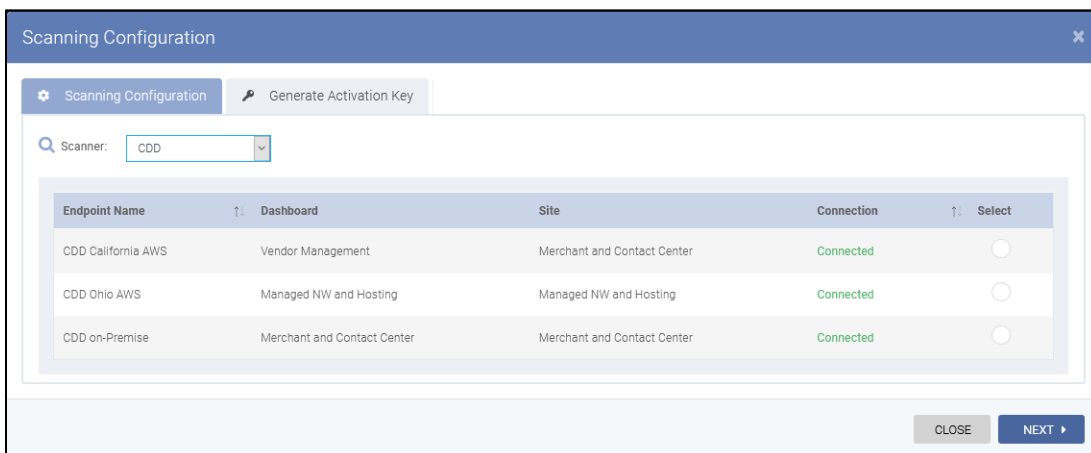 Scanning Configuration
Scanning Configuration Generate Activation Key
Scanner: CDD
Endpoint Name Dashboard Site Connection Select
CDD California AWS Vendor Management Merchant and Contact Center Connected
CDD Ohio AWS Managed NW and Hosting Managed NW and Hosting Connected
CDD on-Premise Merchant and Contact Center Merchant and Contact Center Connected
CLOSE NEXT